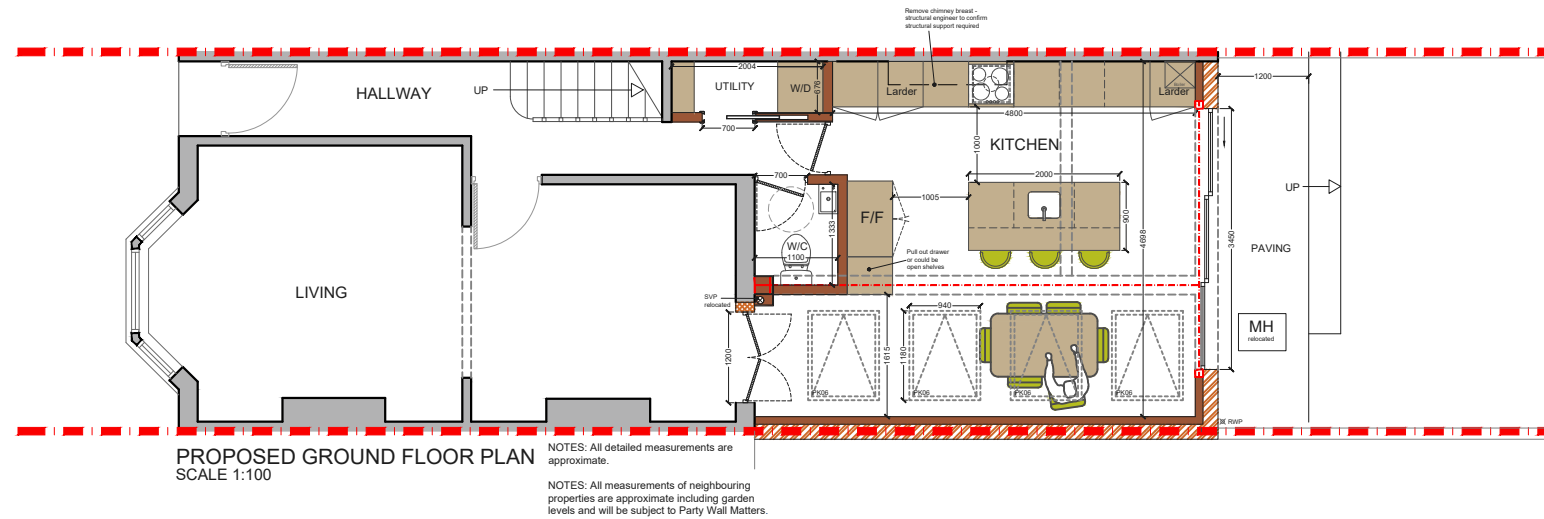 Remove chimney breast -
structural engineer to confirm
structural support required
2004
1200
UTILITY
W/D
676
Larder
Larder
HALLWAY
UP
700
4800
1000
KITCHEN
700
2000
UP
1005
F/F
900
1333
3450
4698
W/C
1100
Pull out drawer
or could be
open shelves
PAVING
LIVING
SVP
relocated
940
MH
relocated
1200
1615
1180
PK06
PK06
PK06
PK06
RWP
PROPOSED GROUND FLOOR PLAN
SCALE 1:100
NOTES: All detailed measurements are
approximate.
NOTES: All measurements of neighbouring
properties are approximate including garden
levels and will be subject to Party Wall Matters.